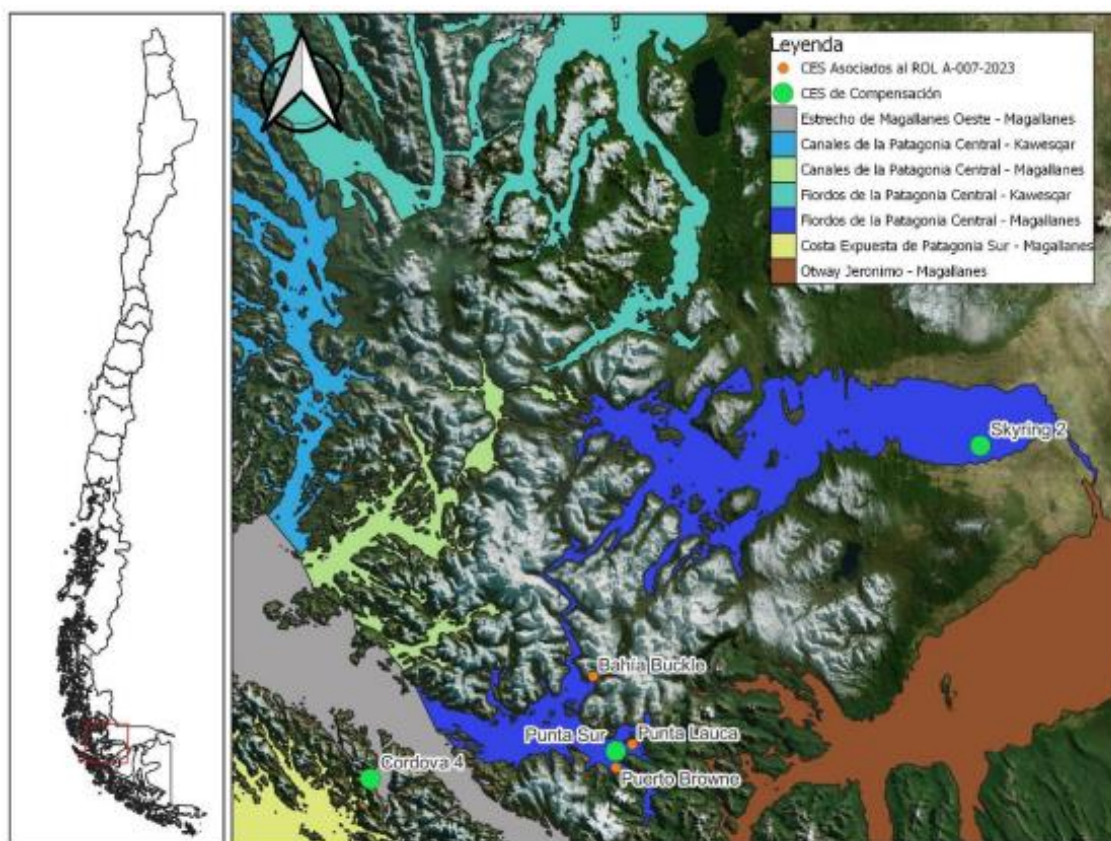 Leyenda
CES Asociados al ROL A-007-2023
CES de Compensación
Estrecho de Magallanes Oeste - Magallanes
Canales de la Patagonia Central - Kawesqar
Canales de la Patagonia Central - Magallanes
Fiordos de la Patagonia Central - Kawesqar
Fiordos de la Patagonia Central - Magallanes
Costa Expuesta de Patagonia Sur - Magallanes
Otway Jeronimo - Magallanes
Skyring 2
Bahía Buckle
Punta Sur
Punta Lauca
Cordova 4
Puerto Browne